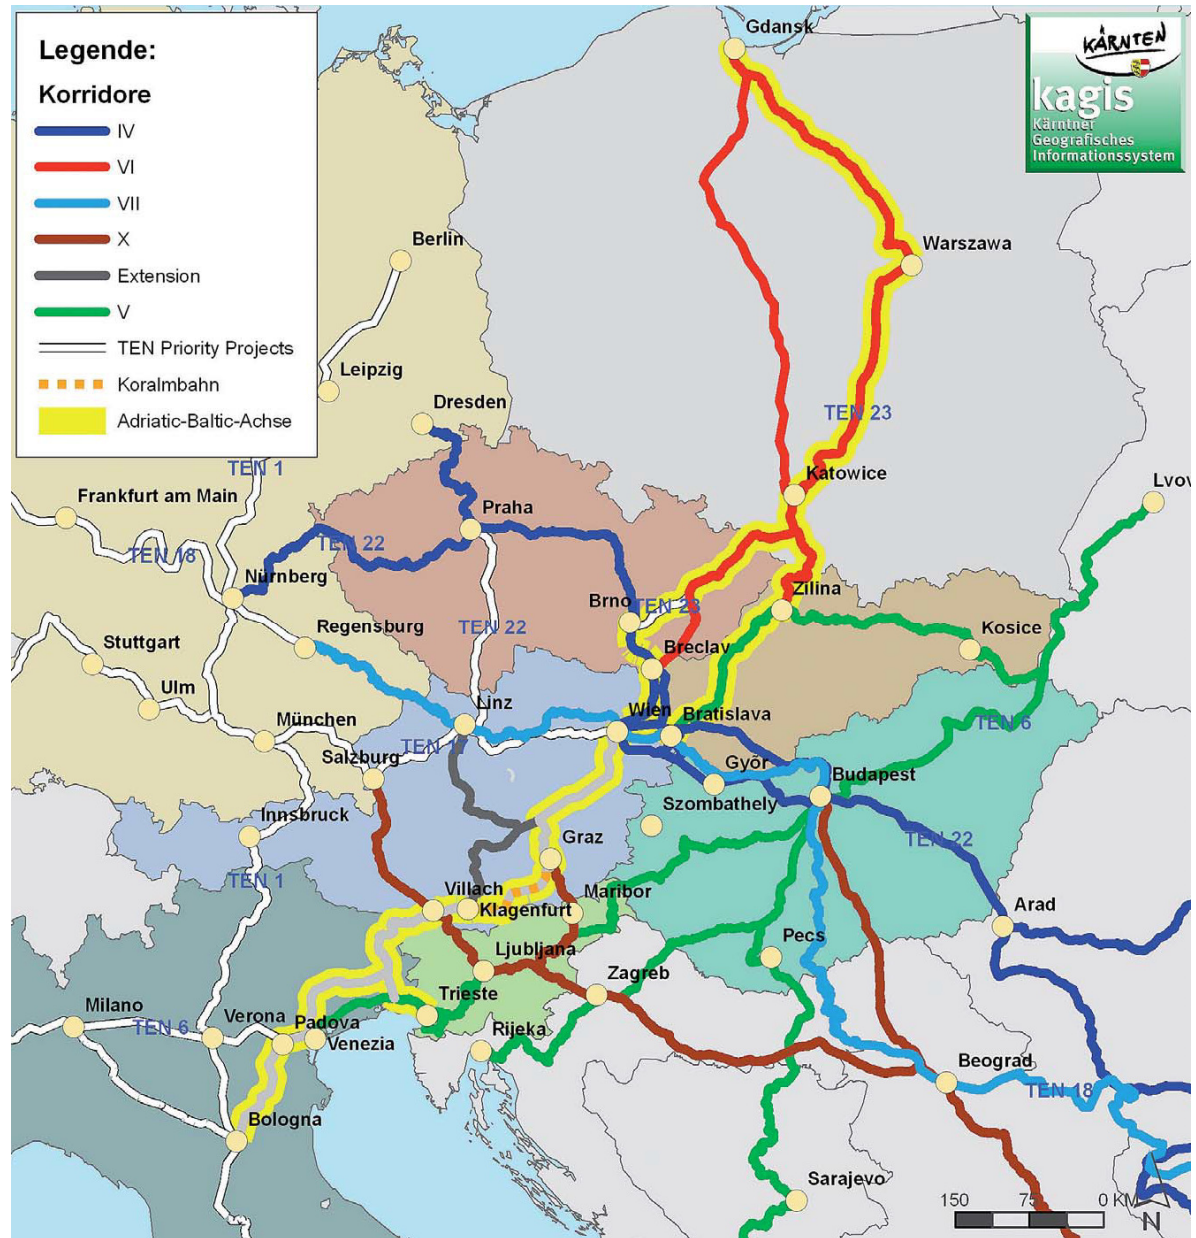 Legende:
Korridore
IV
VI
VII
X
Extension
V
TEN Priority Projects
Koralmbahn
Adriatic-Baltic-Achse
KÄRNTEN
kagis
Kärntner
Geografisches
Informationssystem
Gdansk
Berlin
Warszawa
Leipzig
Dresden
TEN 23
TEN 1
Katowice
Lvov
Frankfurt am Main
Praha
TEN 22
TEN 18
Nürnberg
Zilina
Brno
TEN 23
Regensburg
TEN 22
Kosice
Stuttgart
Breclav
Ulm
Linz
Wien
Bratislava
TEN 6
München
TEN 17
Salzburg
Györ
Budapest
Szombathely
Innsbruck
Graz
TEN 22
TEN 1
Villach
Maribor
Klagenfurt
Arad
Ljubljana
Pecs
Zagreb
Trieste
Milano
Verona
Padova
TEN 6
Venezia
Rijeka
Beograd
TEN 18
Bologna
Sarajevo
150 75 0 KM
N